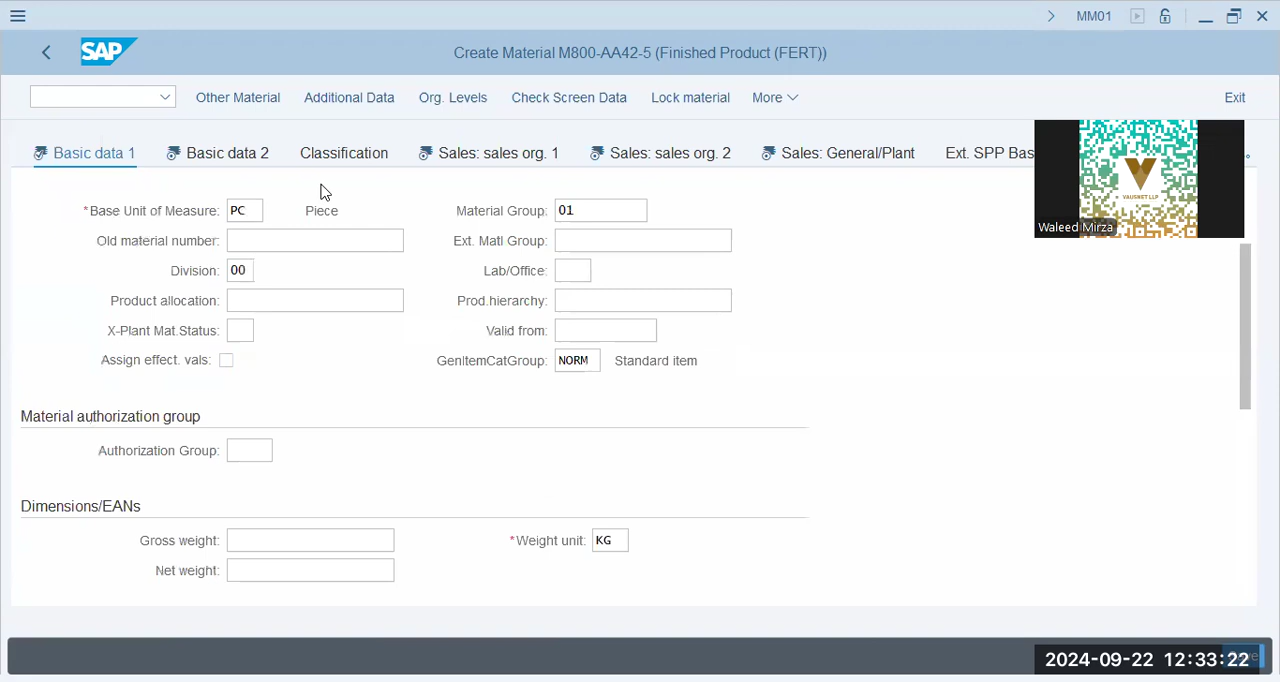 MM01
SAP Create Material M800-AA42-5 (Finished Product (FERT))
Other Material Additional Data Org. Levels Check Screen Data Lock material More Exit
Basic data 1 Basic data 2 Classification Sales: sales org. 1 Sales: sales org. 2 Sales: General/Plant Ext. SPP Bas
VAUSNET LLP
Waleed Mirza
*Base Unit of Measure: PC Piece Material Group: 01
Old material number: Ext. Matl Group:
Division: 00 Lab/Office:
Product allocation: Prod.hierarchy:
X-Plant Mat.Status: Valid from:
Assign effect. vals: GenItemCatGroup: NORM Standard item
Material authorization group
Authorization Group:
Dimensions/EANs
Gross weight: *Weight unit: KG
Net weight:
2024-09-22 12:33:22